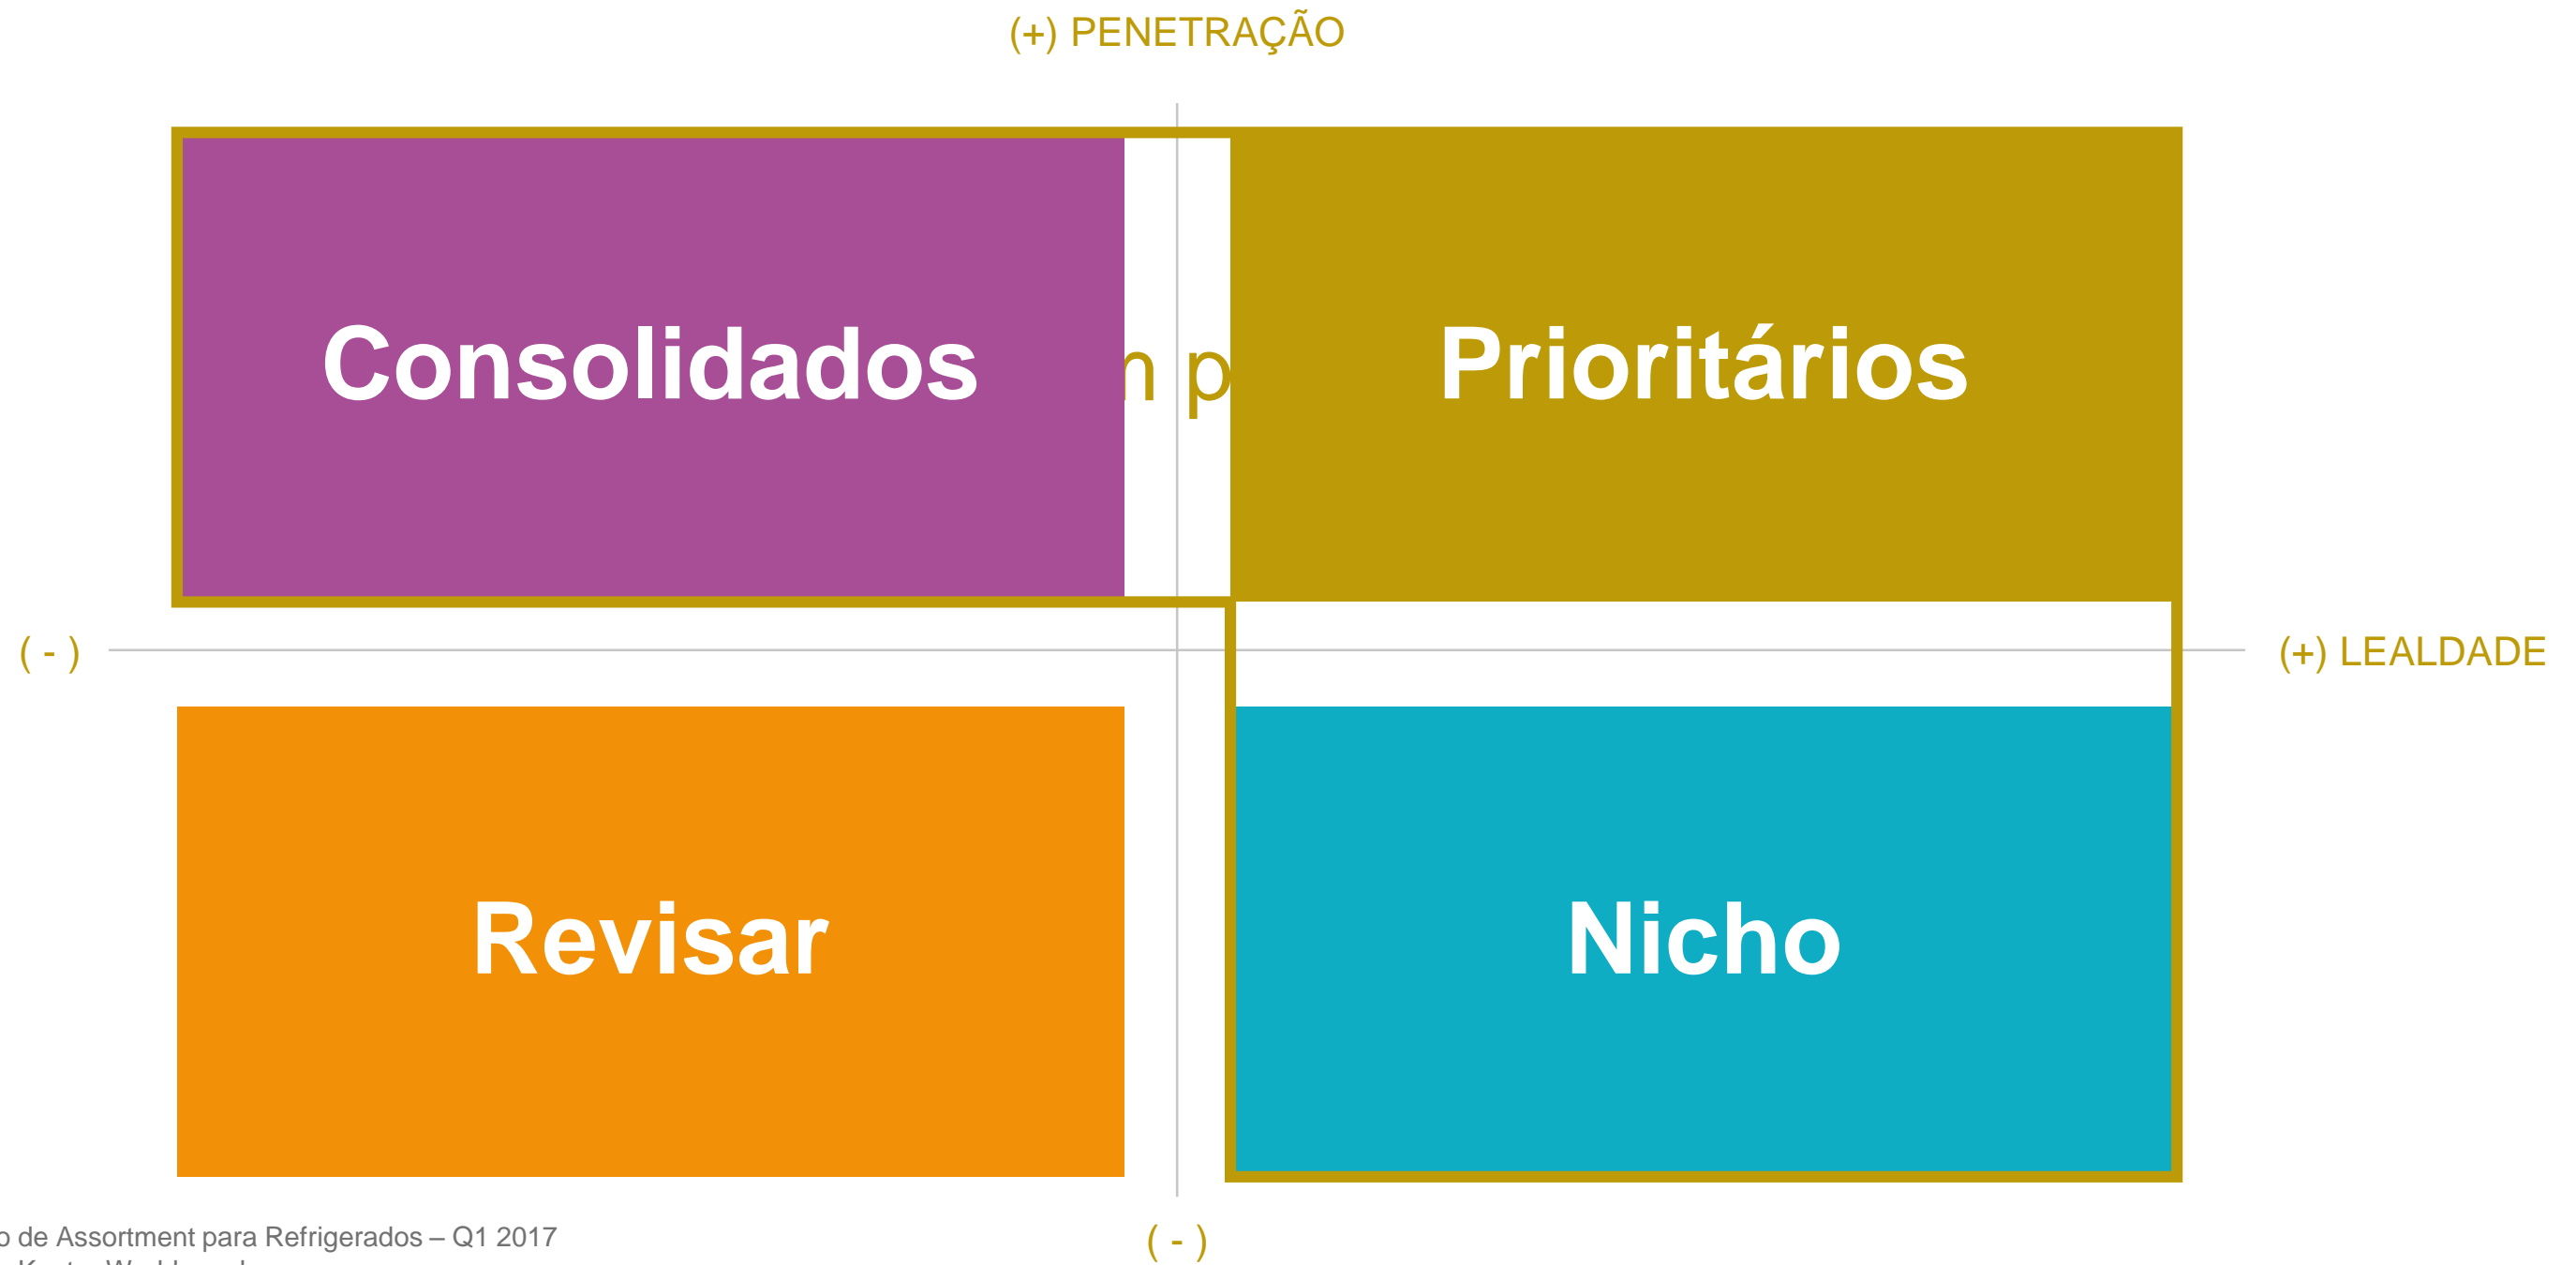 (+) PENETRAÇÃO
Consolidados
Prioritários
( - )
(+) LEALDADE
Revisar
Nicho
de Assortment para Refrigerados – Q1 2017
( - )